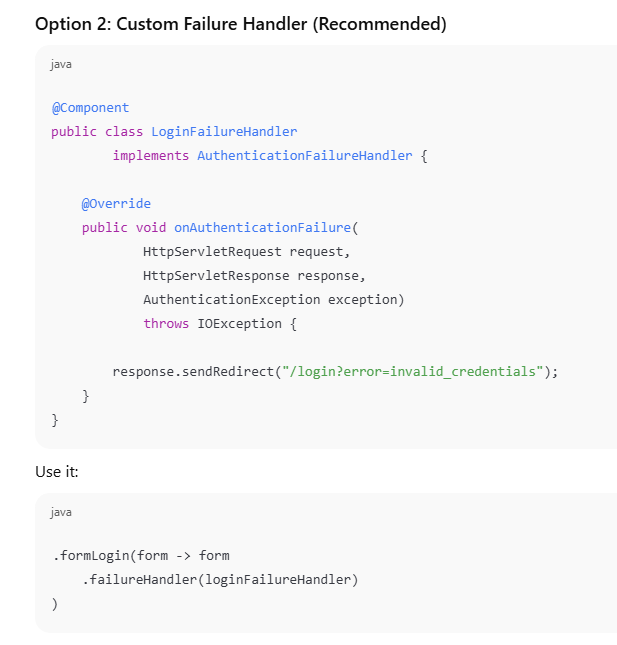 Option 2: Custom Failure Handler (Recommended)
java
@Component
public class LoginFailureHandler
        implements AuthenticationFailureHandler {
    @Override
    public void onAuthenticationFailure(
            HttpServletRequest request,
            HttpServletResponse response,
            AuthenticationException exception)
            throws IOException {
        response.sendRedirect("/login?error=invalid_credentials");
    }
}
Use it:
java
.formLogin(form -> form
    .failureHandler(loginFailureHandler)
)